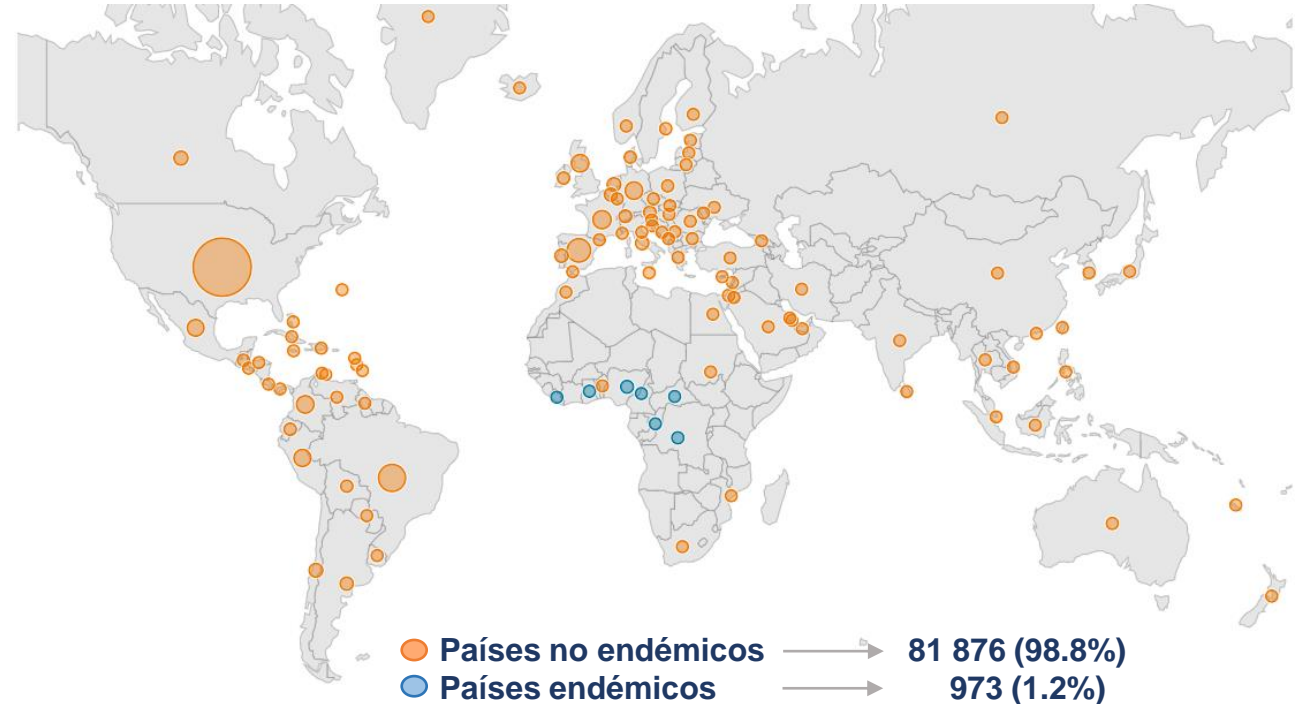 Países no endémicos 81 876 (98.8%)
Países endémicos 973 (1.2%)